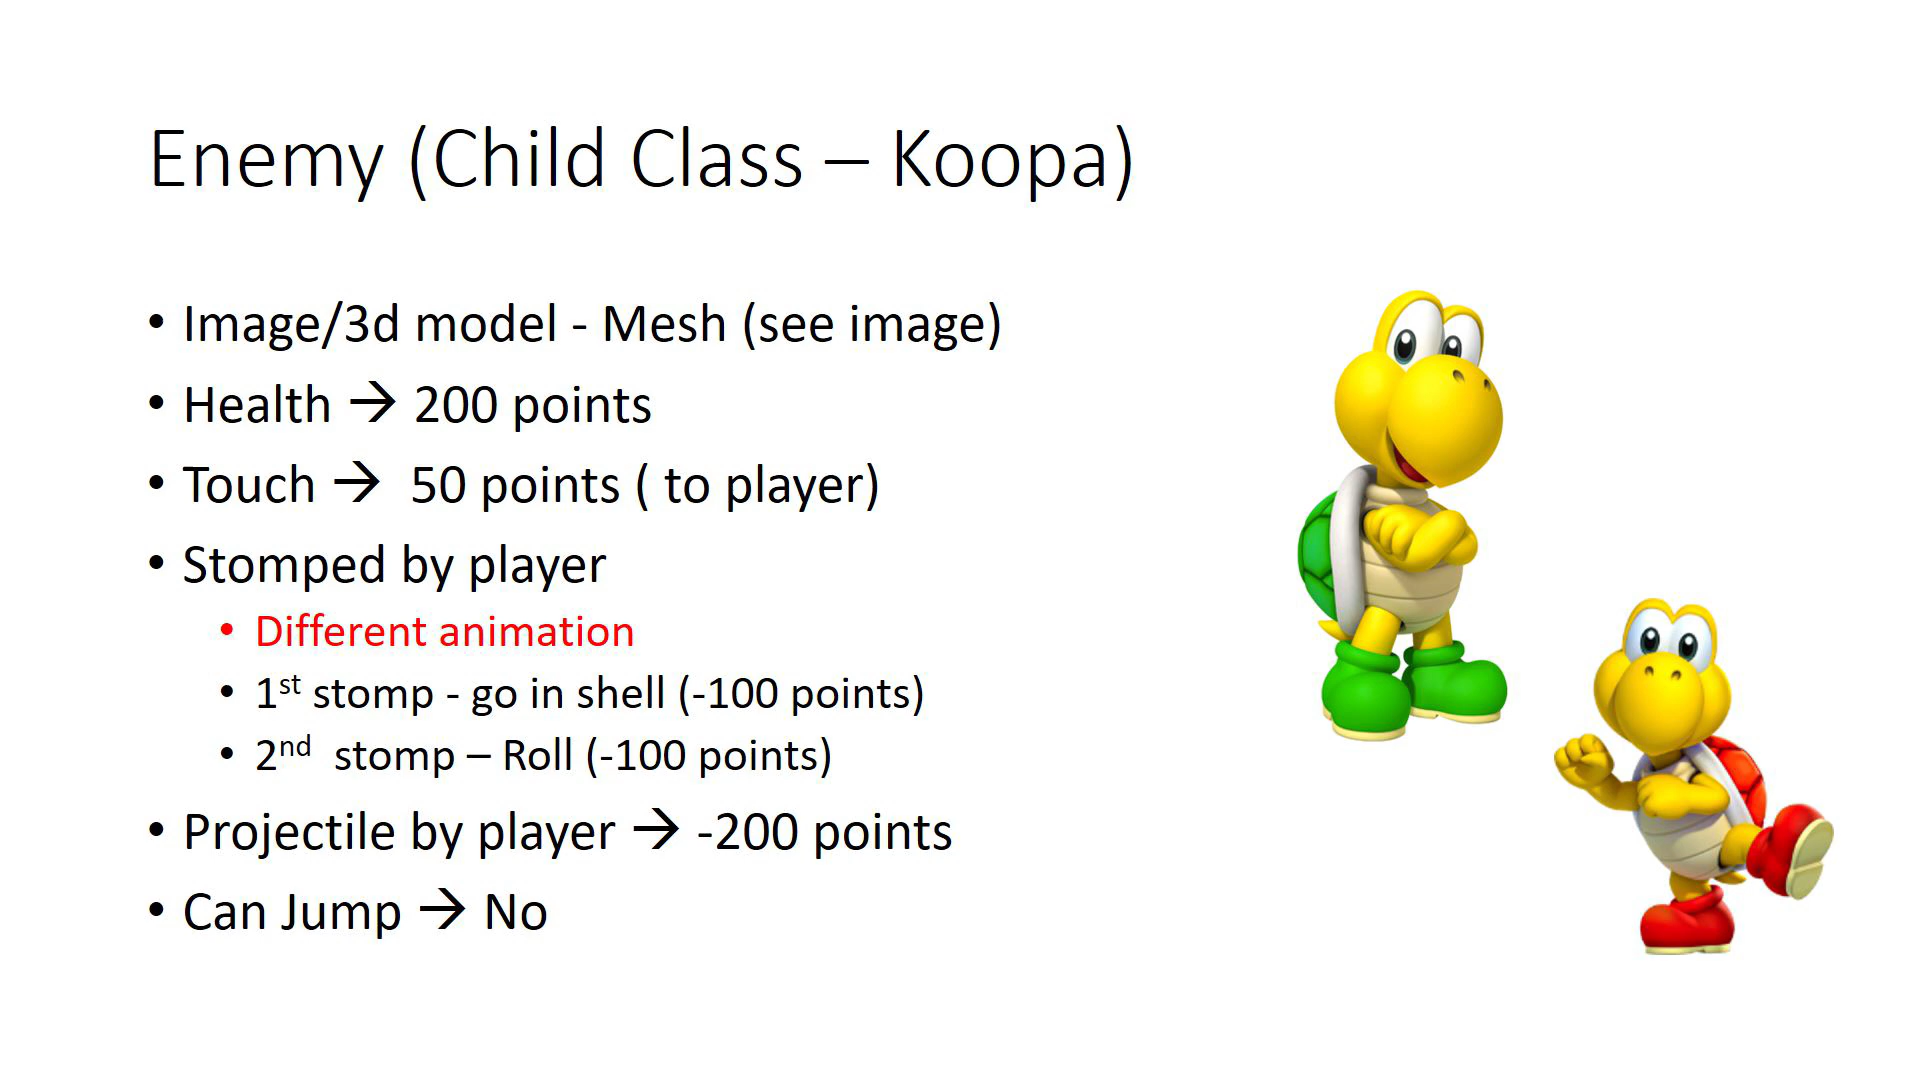 Enemy (Child Class – Koopa)
• Image/3d model - Mesh (see image)
• Health → 200 points
• Touch → 50 points ( to player)
• Stomped by player
• Different animation
• 1st stomp - go in shell (-100 points)
• 2nd stomp – Roll (-100 points)
• Projectile by player → -200 points
• Can Jump → No